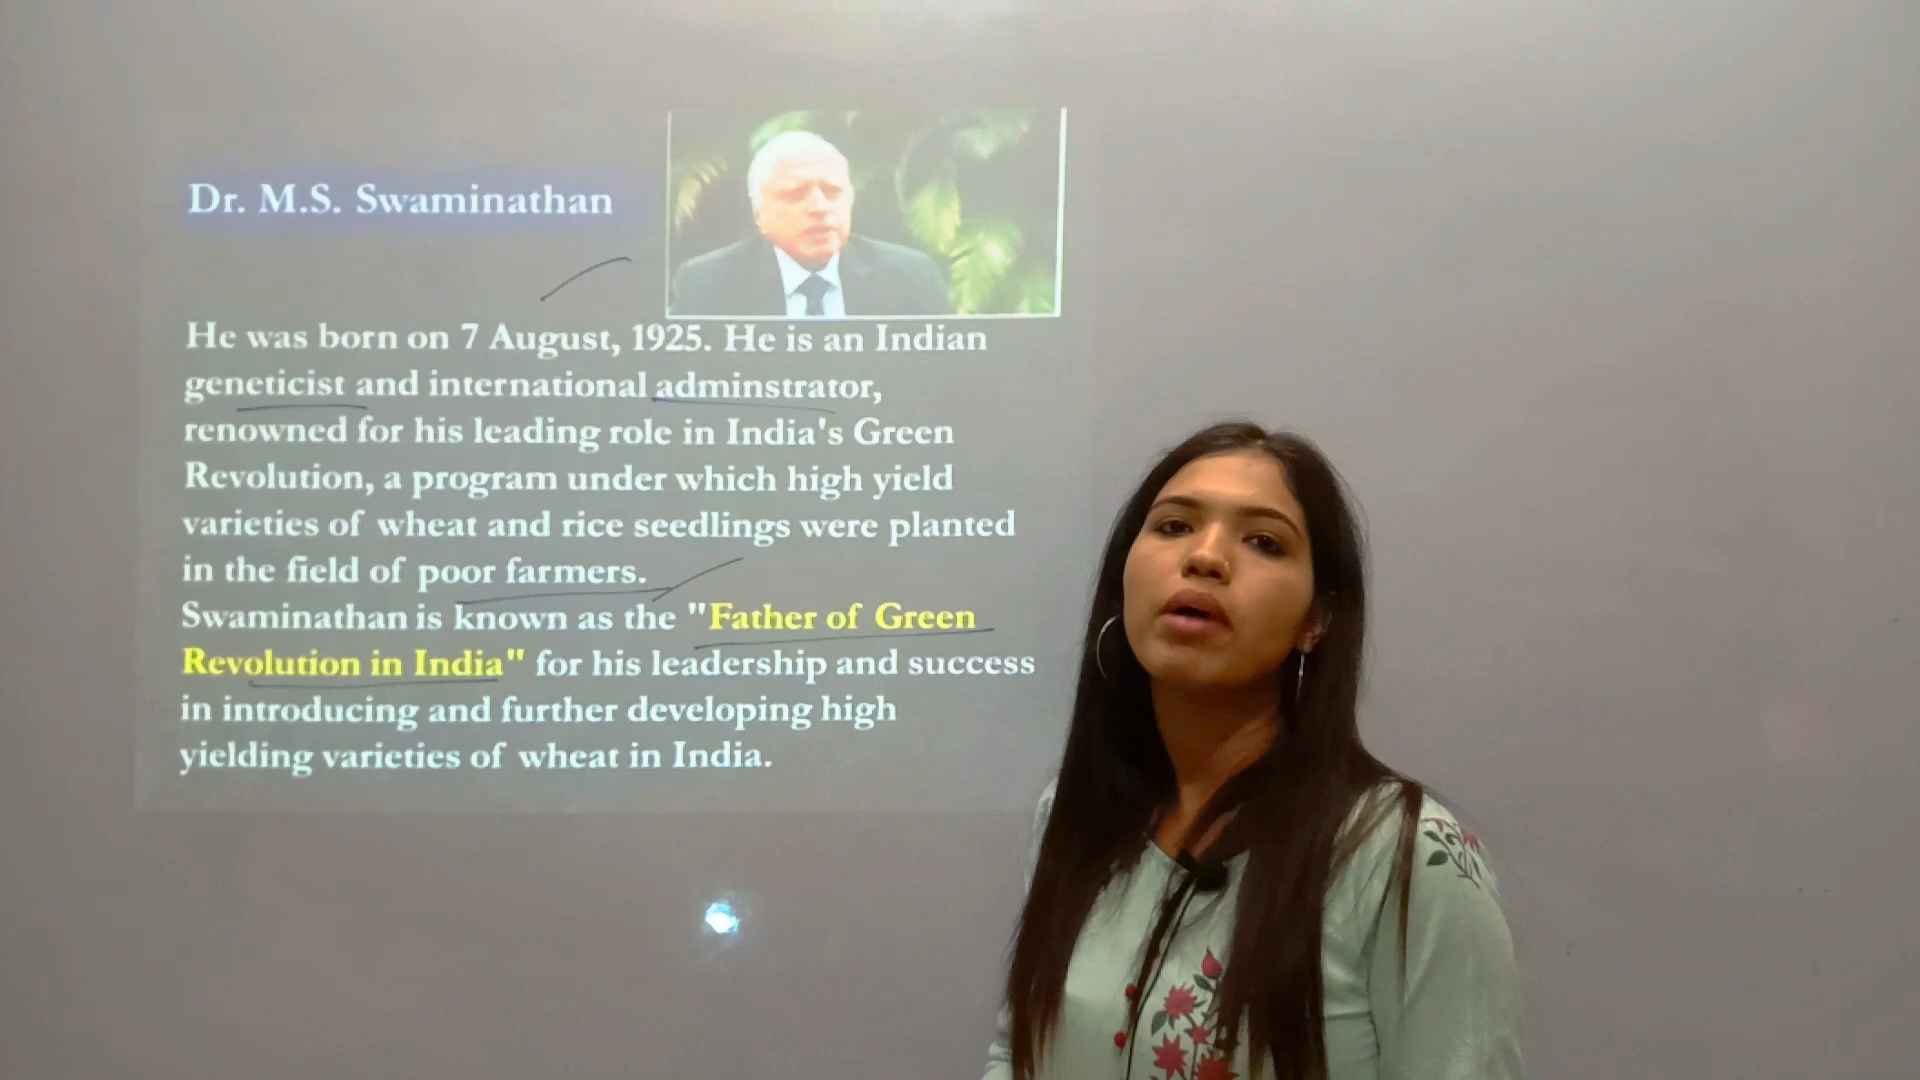 Dr. M.S. Swaminathan
He was born on 7 August, 1925. He is an Indian
geneticist and international adminstrator,
renowned for his leading role in India's Green
Revolution, a program under which high yield
varieties of wheat and rice seedlings were planted
in the field of poor farmers.
Swaminathan is known as the "Father of Green
Revolution in India" for his leadership and success
in introducing and further developing high
yielding varieties of wheat in India.